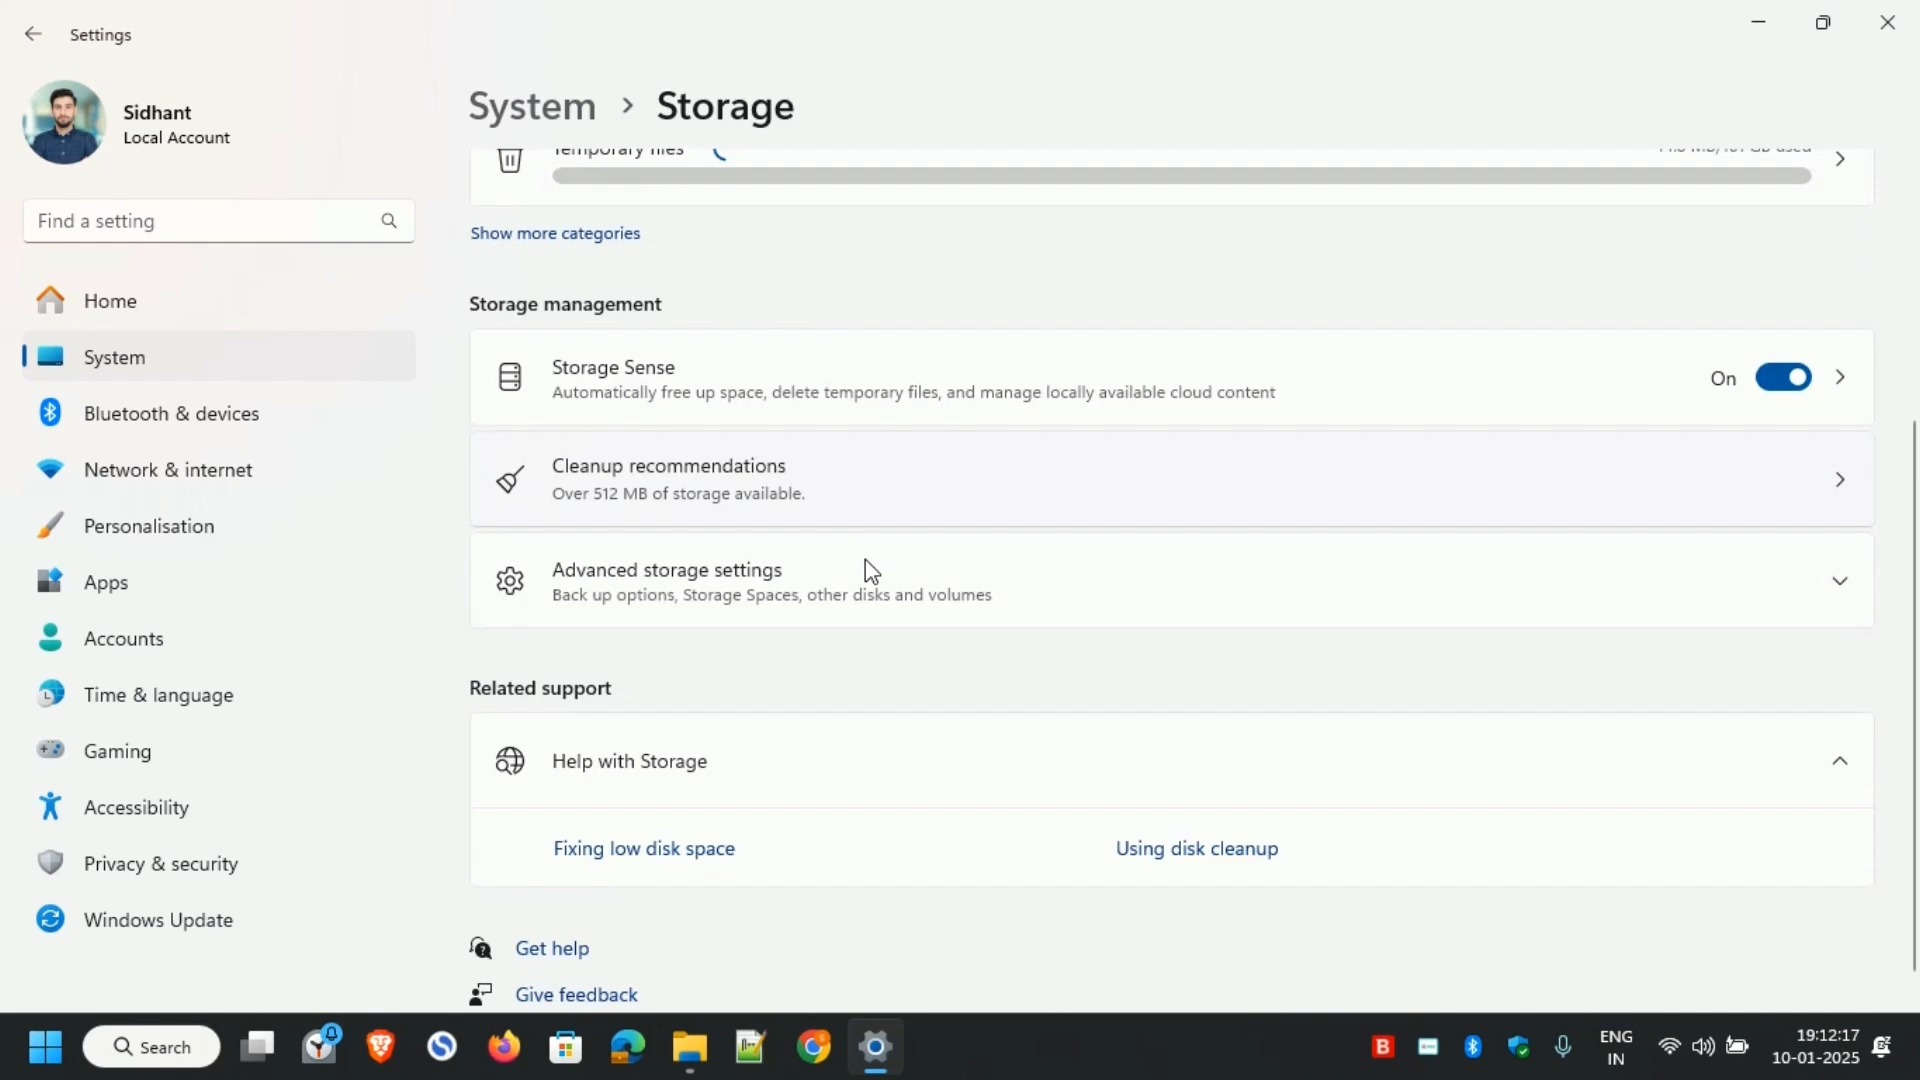 Settings
Sidhant
Local Account
Find a setting
Home
System
Bluetooth & devices
Network & internet
Personalisation
Apps
Accounts
Time & language
Gaming
Accessibility
Privacy & security
Windows Update
System > Storage
Temporary files
Show more categories
Storage management
Storage Sense
Automatically free up space, delete temporary files, and manage locally available cloud content
On
Cleanup recommendations
Over 512 MB of storage available.
Advanced storage settings
Back up options, Storage Spaces, other disks and volumes
Related support
Help with Storage
Fixing low disk space
Using disk cleanup
Get help
Give feedback
Search
B
ENG
IN
19:12:17
10-01-2025